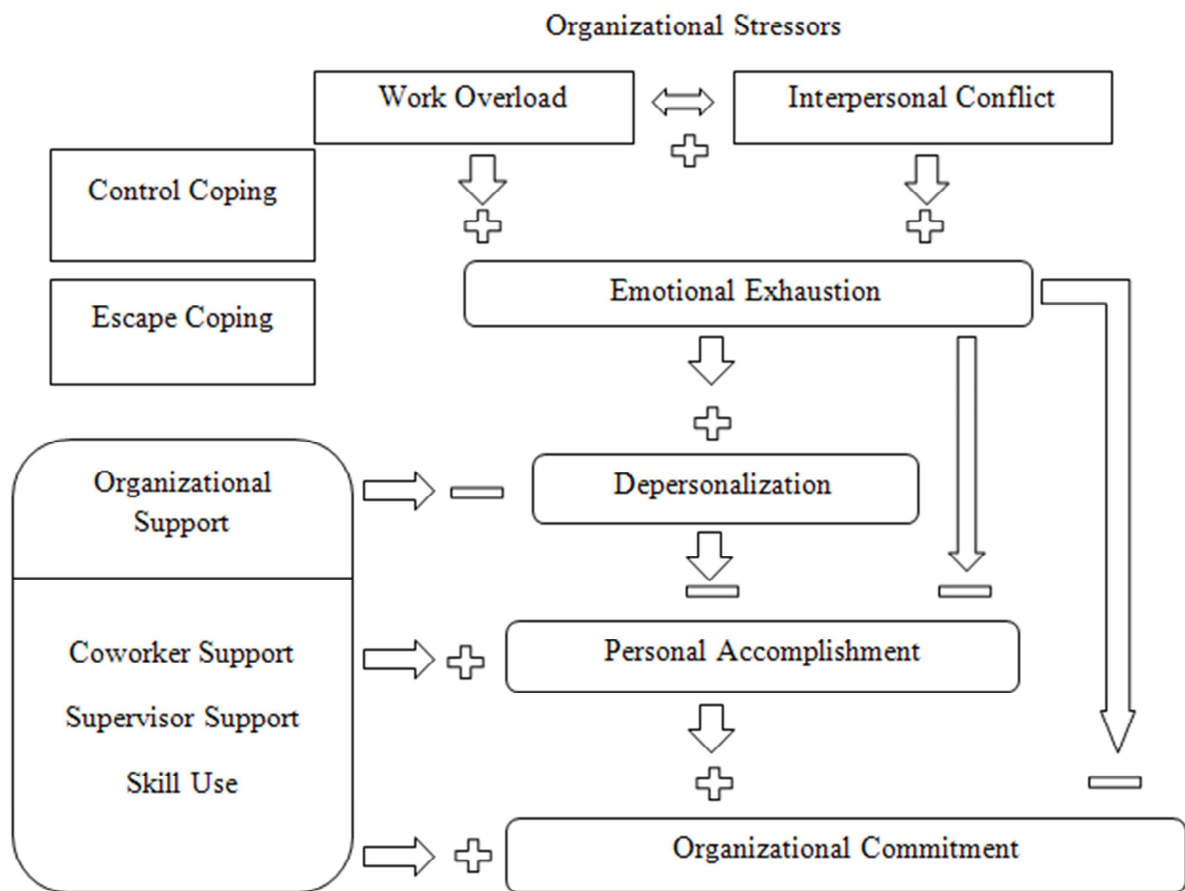 Organizational Stressors
Work Overload
Interpersonal Conflict
Control Coping
Emotional Exhaustion
Escape Coping
Organizational
Support
Depersonalization
Coworker Support
Personal Accomplishment
Supervisor Support
Skill Use
Organizational Commitment